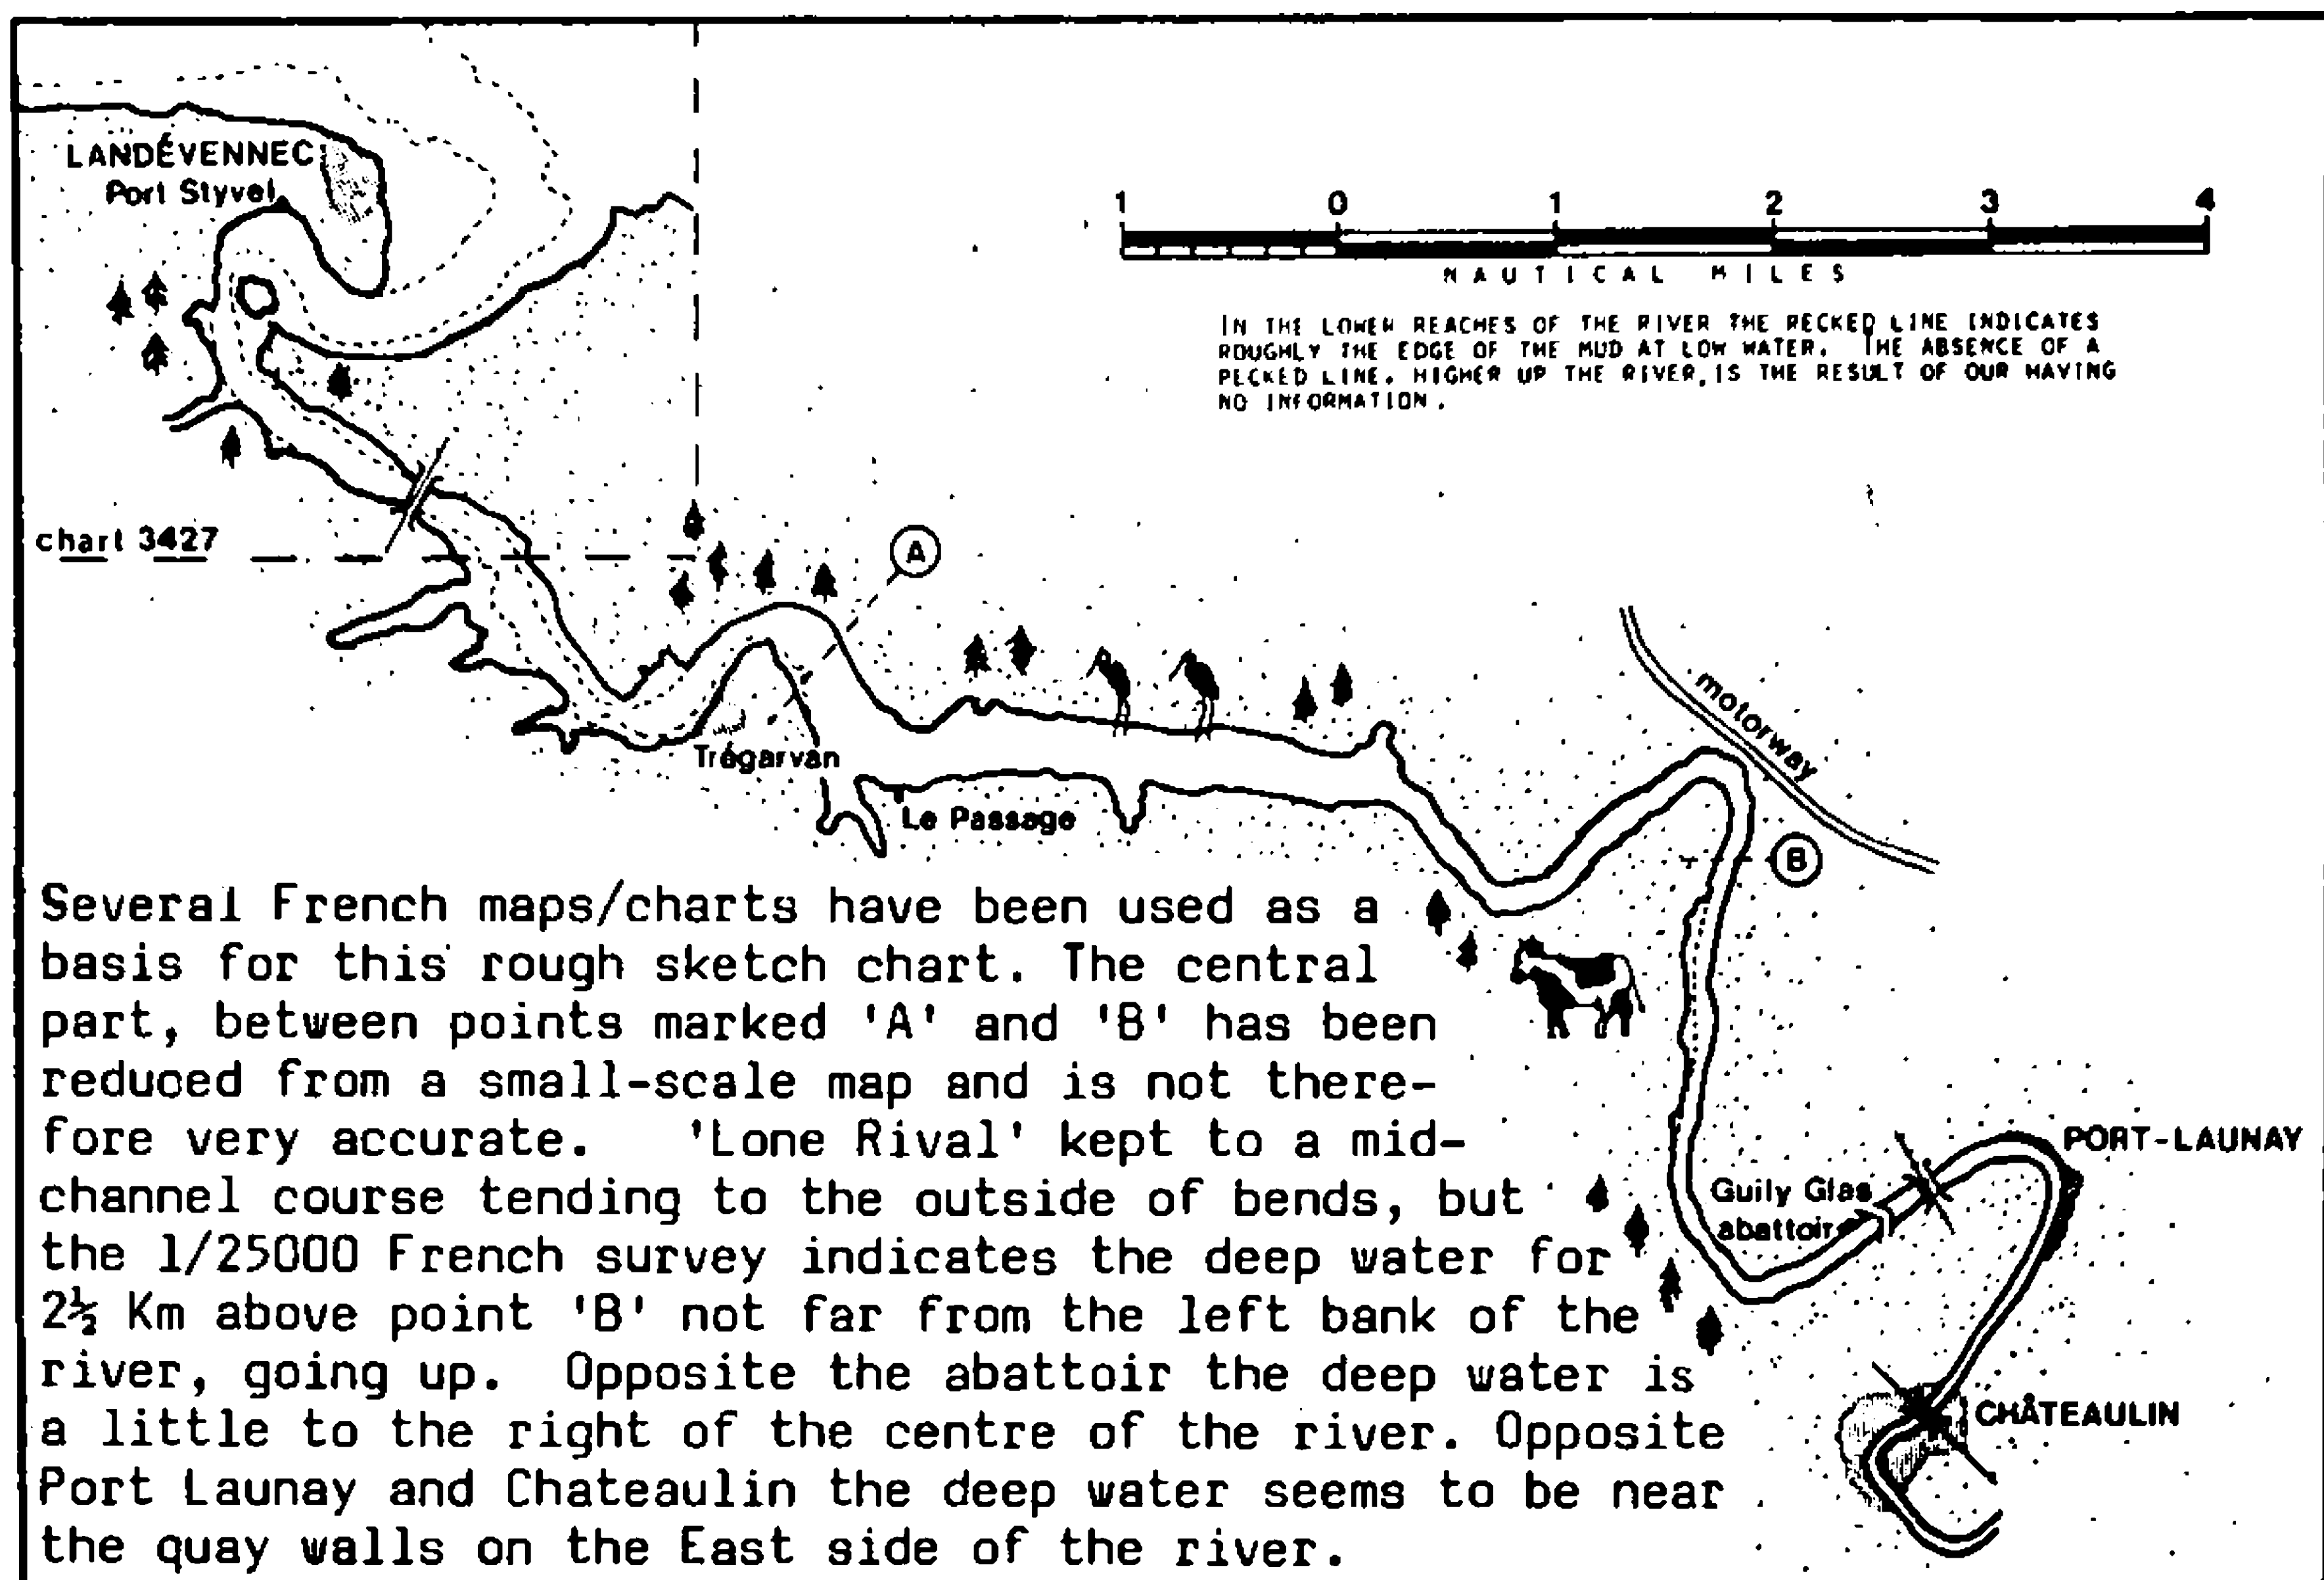 LANDÉVENNEC
Port Styvel
1 0 1 2 3 4
NAUTICAL MILES
IN THE LOWER REACHES OF THE RIVER THE PECKED LINE INDICATES
ROUGHLY THE EDGE OF THE MUD AT LOW WATER. THE ABSENCE OF A
PECKED LINE, HIGHER UP THE RIVER, IS THE RESULT OF OUR HAVING
NO INFORMATION.
chart 3427
A
motorway
Trégarvan
Le Passage
B
Several French maps/charts have been used as a
basis for this rough sketch chart. The central
part, between points marked 'A' and 'B' has been
reduced from a small-scale map and is not there-
fore very accurate. 'Lone Rival' kept to a mid-
channel course tending to the outside of bends, but
the 1/25000 French survey indicates the deep water for
2½ Km above point 'B' not far from the left bank of the
river, going up. Opposite the abattoir the deep water is
a little to the right of the centre of the river. Opposite
Port Launay and Chateaulin the deep water seems to be near
the quay walls on the East side of the river.
PORT-LAUNAY
Guily Glas
abattoir
CHÂTEAULIN